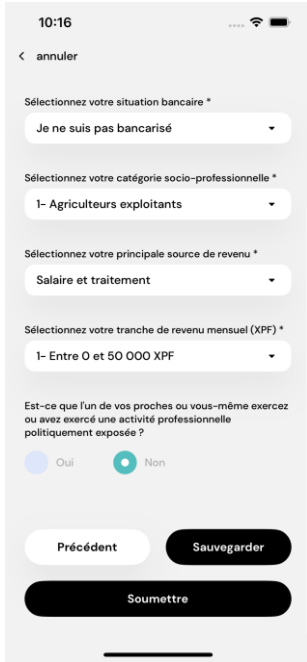 10:16
annuler
Sélectionnez votre situation bancaire *
Je ne suis pas bancarisé
Sélectionnez votre catégorie socio-professionnelle *
1- Agriculteurs exploitants
Sélectionnez votre principale source de revenu *
Salaire et traitement
Sélectionnez votre tranche de revenu mensuel (XPF) *
1- Entre 0 et 50 000 XPF
Est-ce que l'un de vos proches ou vous-même exercez
ou avez exercé une activité professionnelle
politiquement exposée ?
Oui Non
Précédent Sauvegarder
Soumettre